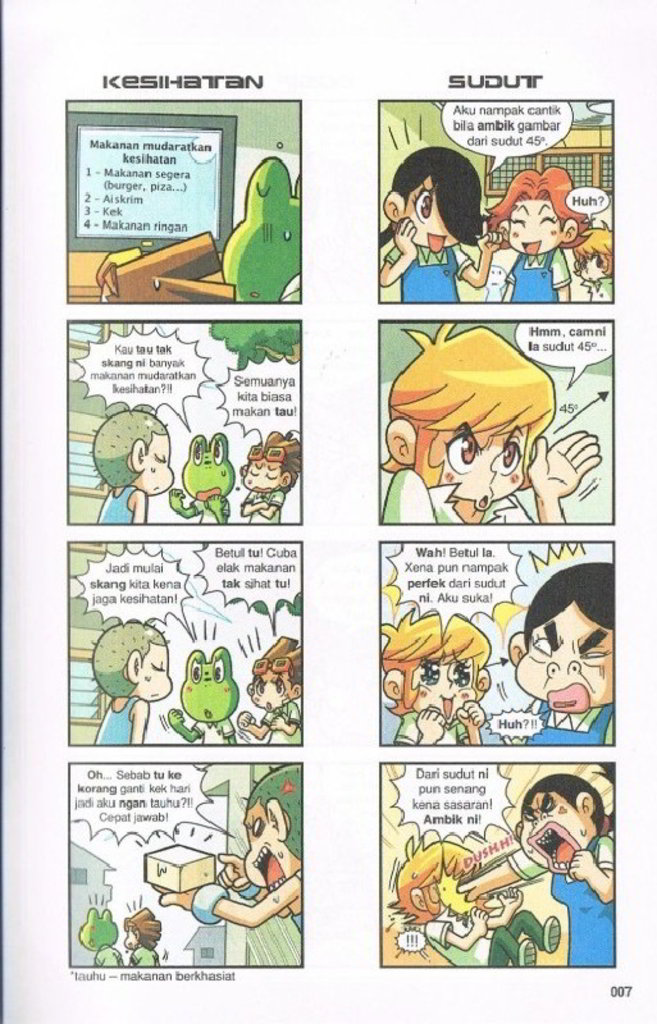 KESIHATAN
Makanan mudaratkan
kesihatan
1 - Makanan segera
(burger, piza...)
2 - Aiskrim
3 - Kek
4 - Makanan ringan
Kau tau tak
skang ni banyak
makanan mudaratkan
kesihatan?!!
Semuanya
kita biasa
makan tau!
Jadi mulai
skang kita kena
jaga kesihatan!
Betul tu! Cuba
elak makanan
tak sihat tu!
Oh... Sebab tu ke
korang ganti kek hari
jadi aku ngan tauhu?!!
Cepat jawab!
*tauhu – makanan berkhasiat
SUDUT
Aku nampak cantik
bila ambik gambar
dari sudut 45°.
Huh?
Hmm, camni
la sudut 45°...
45°
Wah! Betul la.
Xena pun nampak
perfek dari sudut
ni. Aku suka!
Huh?!!
Dari sudut ni
pun senang
kena sasaran!
Ambik ni!
DUSHH!
!!!
007